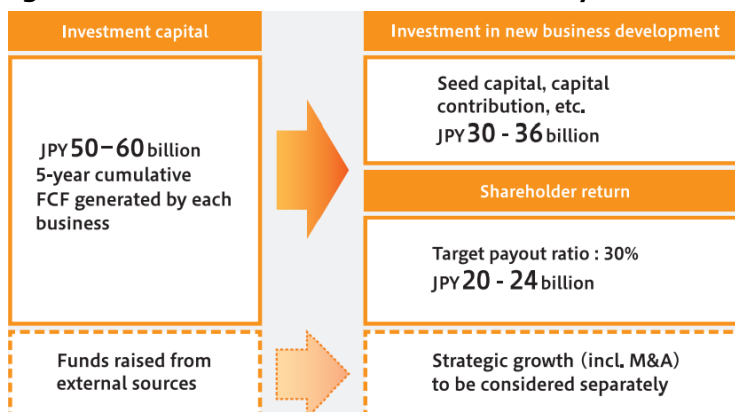 Investment capital
JPY 50–60 billion
5-year cumulative
FCF generated by each
business
Funds raised from
external sources
Investment in new business development
Seed capital, capital
contribution, etc.
JPY 30 - 36 billion
Shareholder return
Target payout ratio : 30%
JPY 20 - 24 billion
Strategic growth (incl. M&A)
to be considered separately